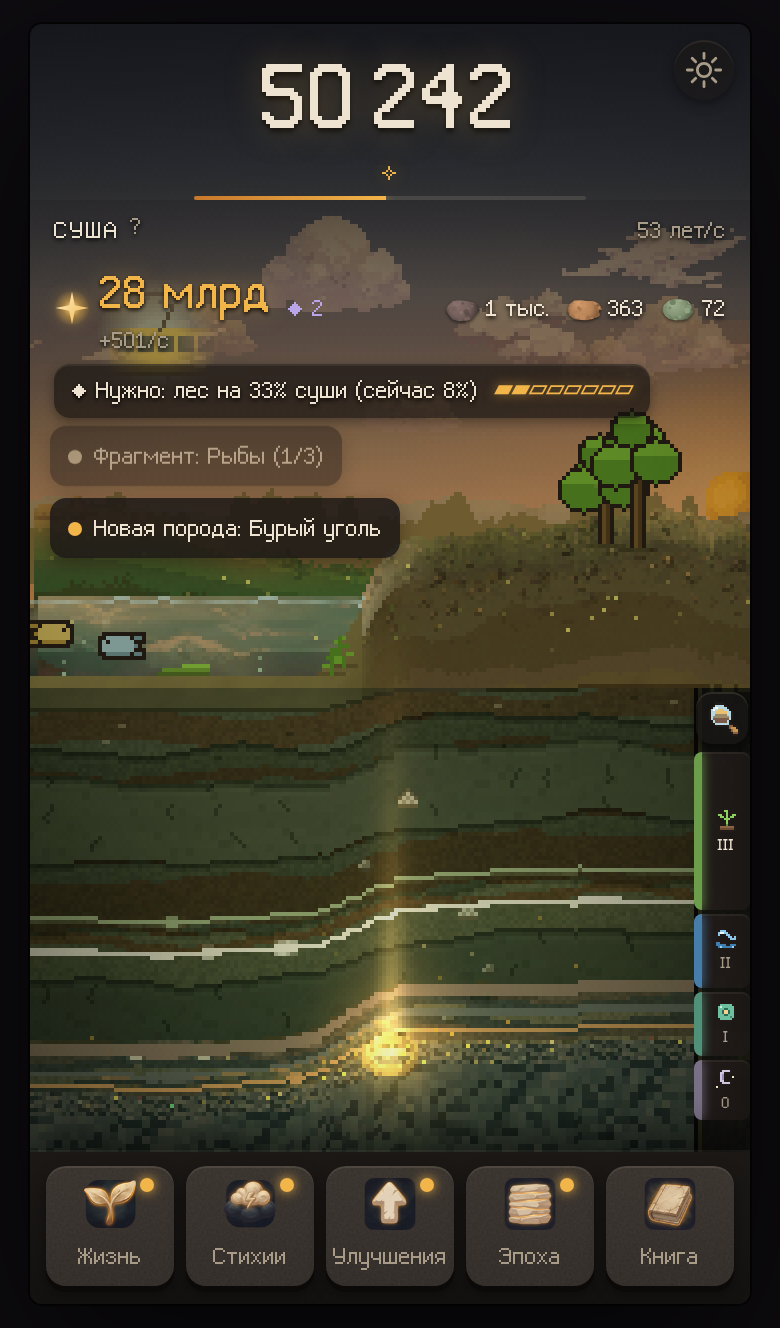 50 242
СУША ?
53 лет/с
28 млрд
2
1 тыс.
363
72
+501/с
Нужно: лес на 33% суши (сейчас 8%)
Фрагмент: Рыбы (1/3)
Новая порода: Бурый уголь
III
II
I
0
Жизнь
Стихии
Улучшения
Эпоха
Книга